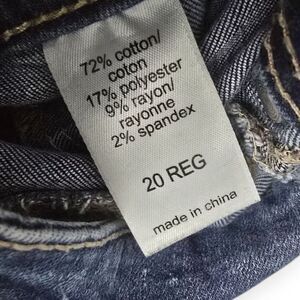 72% cotton/
coton
17% polyester
9% rayon/
rayonne
2% spandex
20 REG
made in china